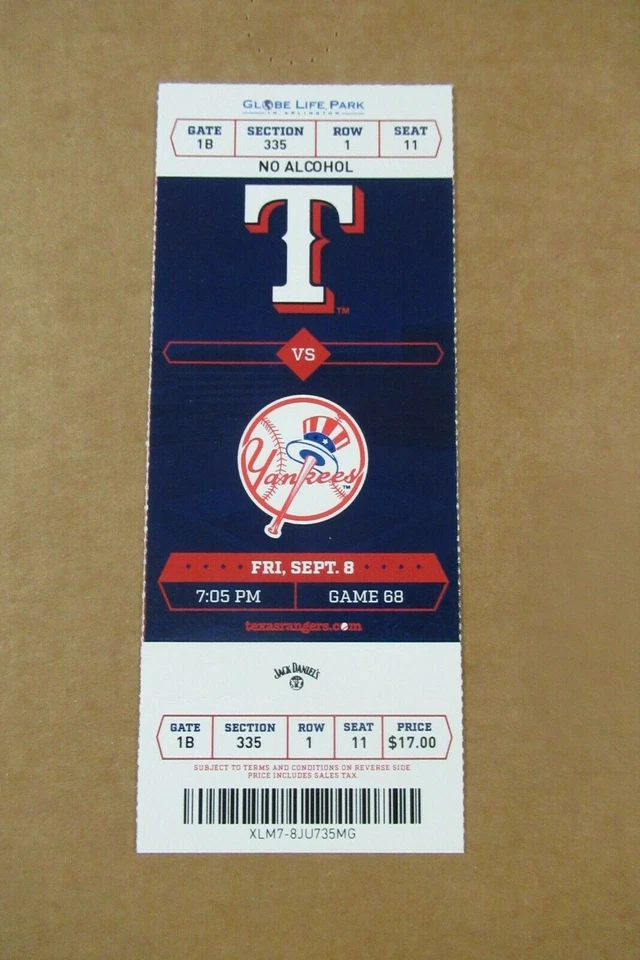 GLOBE LIFE PARK
IN ARLINGTON
GATE SECTION ROW SEAT
1B 335 1 11
NO ALCOHOL
T
TM
VS
Yankees
TM
FRI, SEPT. 8
7:05 PM GAME 68
texasrangers.com
JACK DANIEL'S
GATE SECTION ROW SEAT PRICE
1B 335 1 11 $17.00
SUBJECT TO TERMS AND CONDITIONS ON REVERSE SIDE
PRICE INCLUDES SALES TAX.
XLM7-8JU735MG